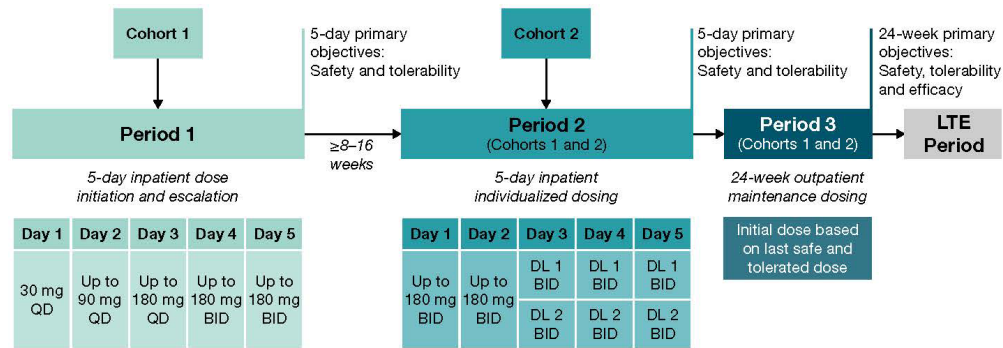 Cohort 1
5-day primary
objectives:
Safety and tolerability
Cohort 2
5-day primary
objectives:
Safety and tolerability
24-week primary
objectives:
Safety, tolerability
and efficacy
Period 1
≥8–16
weeks
Period 2
(Cohorts 1 and 2)
Period 3
(Cohorts 1 and 2)
LTE
Period
5-day inpatient dose
initiation and escalation
5-day inpatient
individualized dosing
24-week outpatient
maintenance dosing
Day 1
Day 2
Day 3
Day 4
Day 5
30 mg
QD
Up to
90 mg
QD
Up to
180 mg
QD
Up to
180 mg
BID
Up to
180 mg
BID
Day 1
Day 2
Day 3
Day 4
Day 5
Up to
180 mg
BID
Up to
180 mg
BID
DL 1
BID
DL 1
BID
DL 1
BID
DL 2
BID
DL 2
BID
DL 2
BID
Initial dose based
on last safe and
tolerated dose